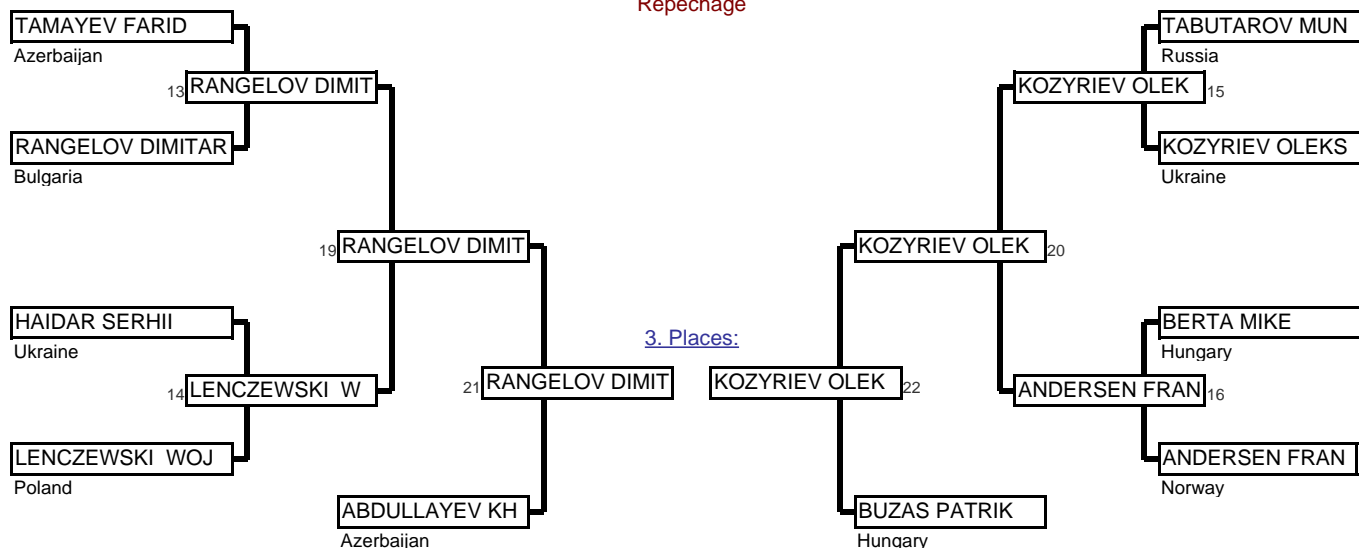 Repechage
TAMAYEV FARID
Azerbaijan
13 RANGELOV DIMIT
RANGELOV DIMITAR
Bulgaria
19 RANGELOV DIMIT
HAIDAR SERHII
Ukraine
14 LENCZEWSKI W
LENCZEWSKI WOJ
Poland
21 RANGELOV DIMIT
ABDULLAYEV KH
Azerbaijan
3. Places:
TABUTAROV MUN
Russia
KOZYRIEV OLEK 15
KOZYRIEV OLEKS
Ukraine
KOZYRIEV OLEK 20
BERTA MIKE
Hungary
KOZYRIEV OLEK 22
ANDERSEN FRAN 16
ANDERSEN FRAN
Norway
BUZAS PATRIK
Hungary